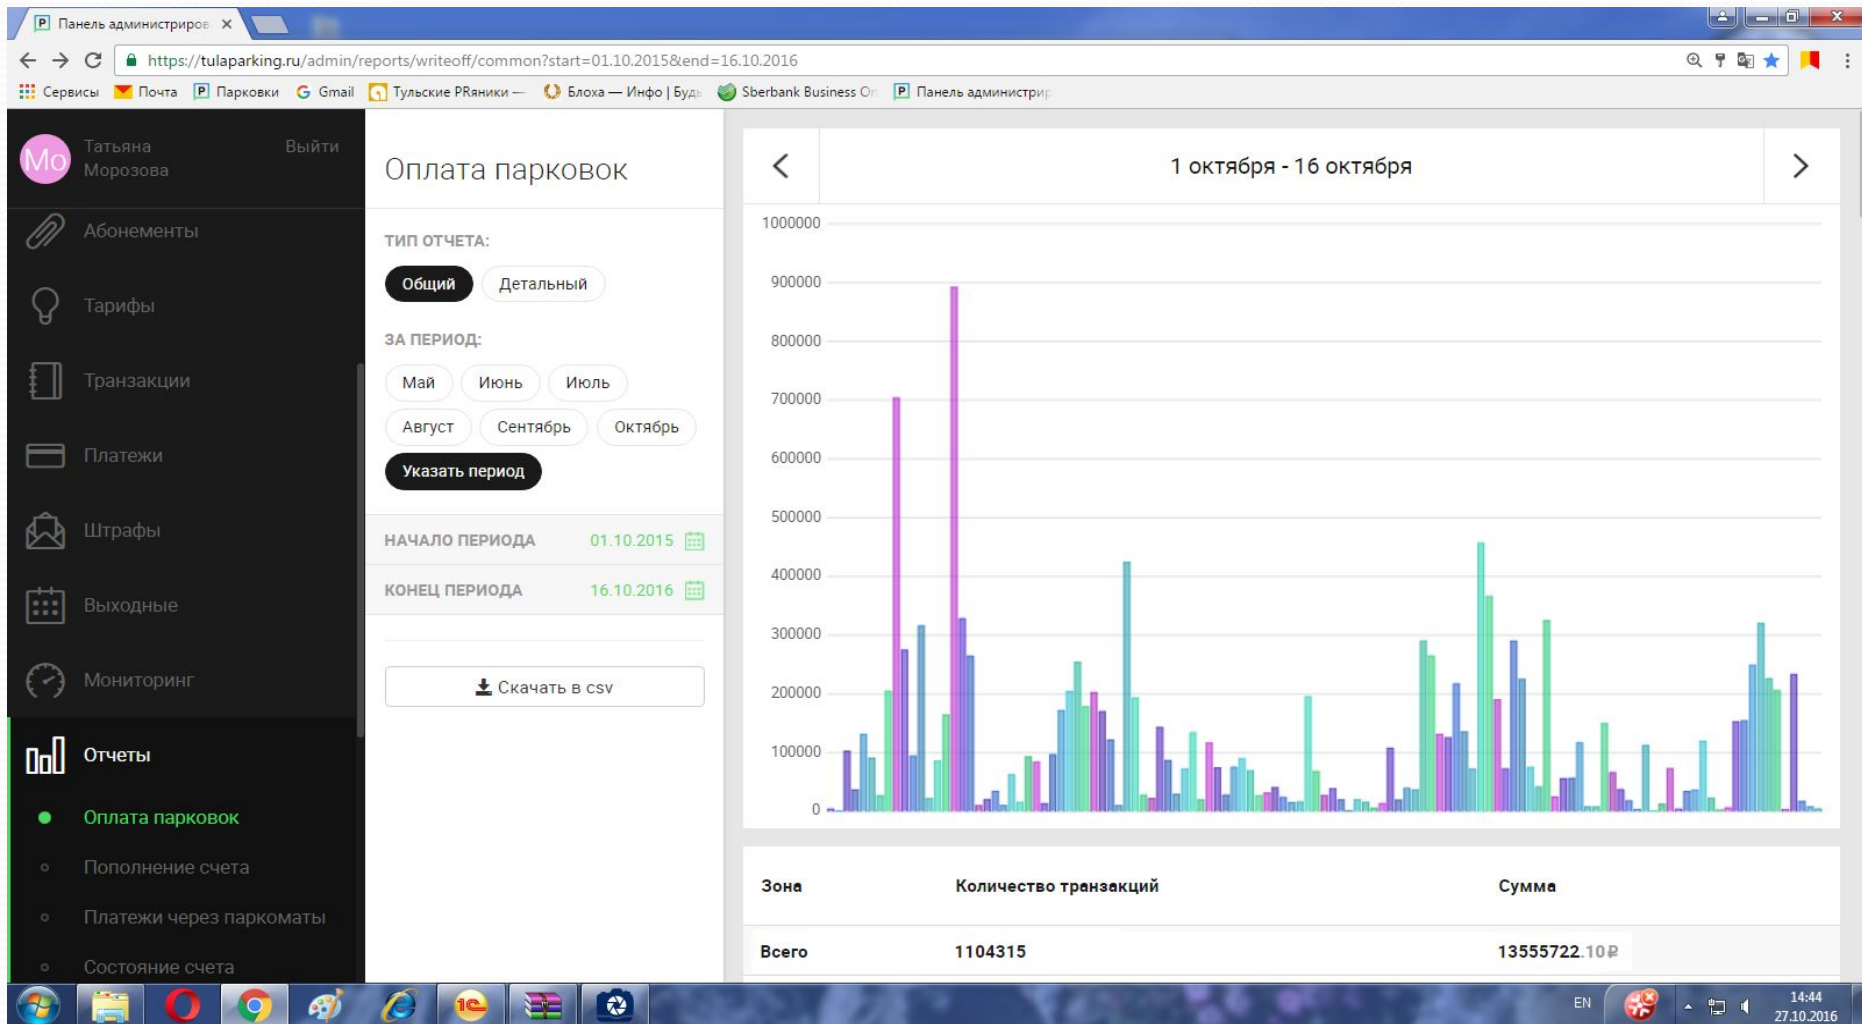 Панель администриров
https://tulaparking.ru/admin/reports/writeoff/common?start=01.10.2015&end=16.10.2016
Сервисы Почта Парковки Gmail Тульские PRяники — Блоха — Инфо | Будь Sberbank Business On Панель администрир
Мо
Татьяна
Морозова
Выйти
Абонементы
Тарифы
Транзакции
Платежи
Штрафы
Выходные
Мониторинг
Отчеты
Оплата парковок
Пополнение счета
Платежи через паркоматы
Состояние счета
Оплата парковок
ТИП ОТЧЕТА:
Общий Детальный
ЗА ПЕРИОД:
Май Июнь Июль
Август Сентябрь Октябрь
Указать период
НАЧАЛО ПЕРИОДА 01.10.2015
КОНЕЦ ПЕРИОДА 16.10.2016
Скачать в csv
1 октября - 16 октября
1000000
900000
800000
700000
600000
500000
400000
300000
200000
100000
0
Зона Количество транзакций Сумма
Всего 1104315 13555722.10₽
1С
EN
14:44
27.10.2016